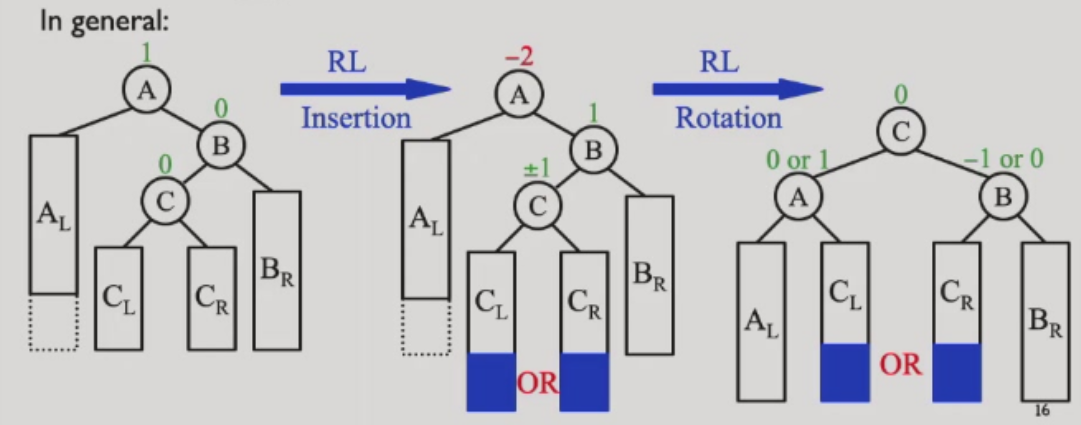 In general:
1
A
0
B
0
C
A_L
C_L
C_R
B_R
RL
Insertion
−2
A
1
B
±1
C
A_L
C_L
C_R
B_R
OR
RL
Rotation
0
C
0 or 1
−1 or 0
A
B
A_L
C_L
C_R
B_R
OR
16